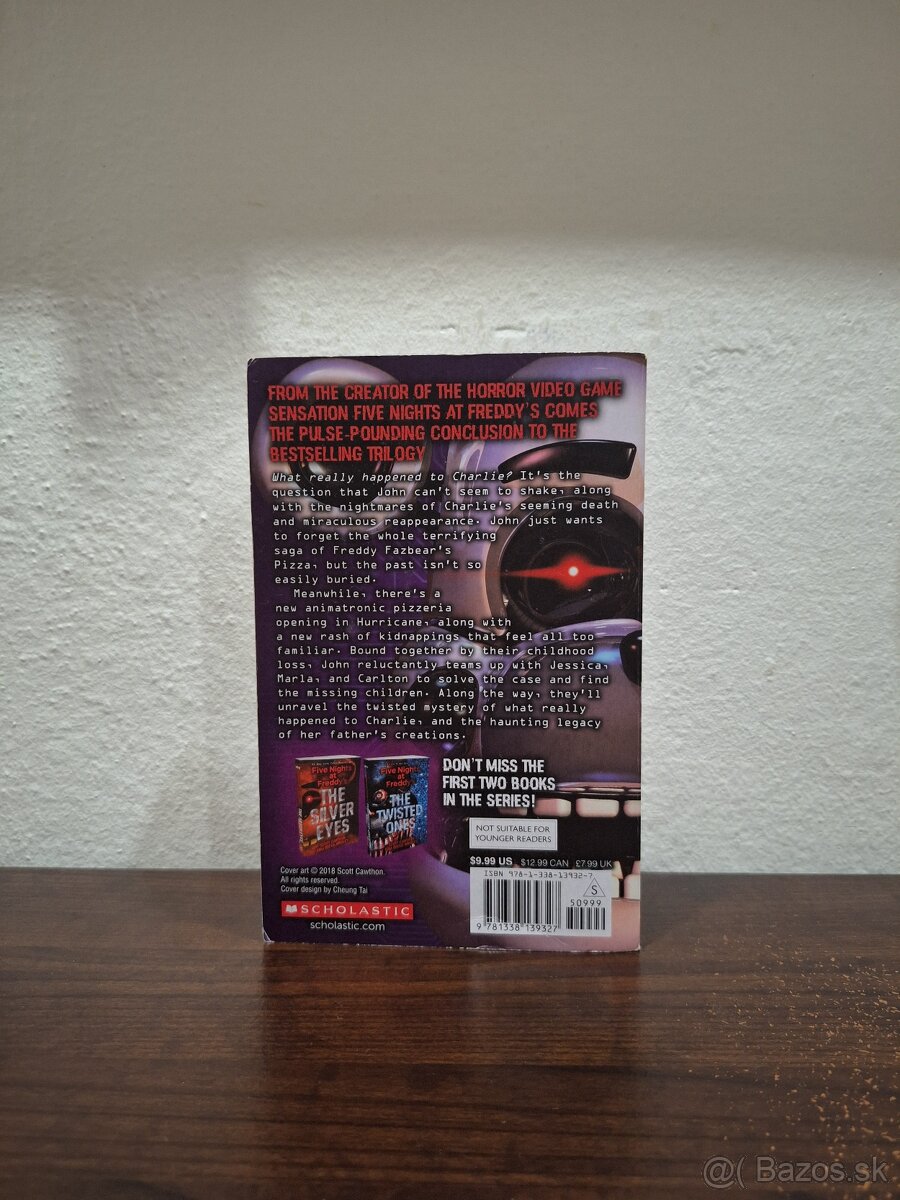 FROM THE CREATOR OF THE HORROR VIDEO GAME
SENSATION FIVE NIGHTS AT FREDDY'S COMES
THE PULSE-POUNDING CONCLUSION TO THE
BESTSELLING TRILOGY
What really happened to Charlie? It's the
question that John can't seem to shake, along
with the nightmares of Charlie's seeming death
and miraculous reappearance. John just wants
to forget the whole terrifying
saga of Freddy Fazbear's
Pizza, but the past isn't so
easily buried.
Meanwhile, there's a
new animatronic pizzeria
opening in Hurricane, along with
a new rash of kidnappings that feel all too
familiar. Bound together by their childhood
loss, John reluctantly teams up with Jessica,
Marla, and Carlton to solve the case and find
the missing children. Along the way, they'll
unravel the twisted mystery of what really
happened to Charlie, and the haunting legacy
of her father's creations.
Five Nights
at
Freddy's
THE
SILVER
EYES
Five Nights
at
Freddy's
THE
TWISTED
ONES
DON'T MISS THE
FIRST TWO BOOKS
IN THE SERIES!
NOT SUITABLE FOR
YOUNGER READERS
$9.99 US $12.99 CAN £7.99 UK
Cover art © 2018 Scott Cawthon.
All rights reserved.
Cover design by Cheung Tai
SCHOLASTIC
scholastic.com
ISBN 978-1-338-13932-7
S
50999
9 781338 139327
@( Bazos.sk